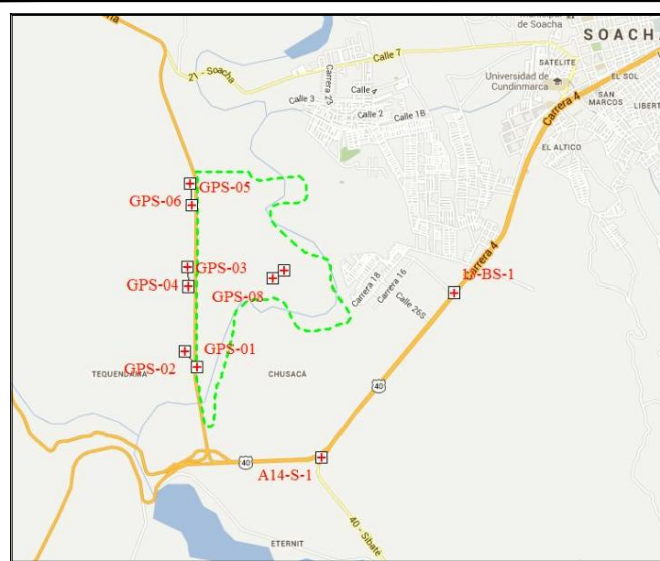 de Soacha
SOACHA
21 - Soacha
Calle 7
SATELITE
Universidad de
Cundinmarca
EL SOL
SAN
MARCOS
Carrera 23
Calle 4
Calle 3
Calle 2
Calle 1B
Carrera 4
EL ALTICO
GPS-05
GPS-06
GPS-03
GPS-04
GPS-08
Carrera 18
Carrera 16
Calle 26S
Carrera 4
BS-1
GPS-01
GPS-02
TEQUENDAMA
CHUSACÁ
40
40
A14-S-1
40 - Sibaté
ETERNIT